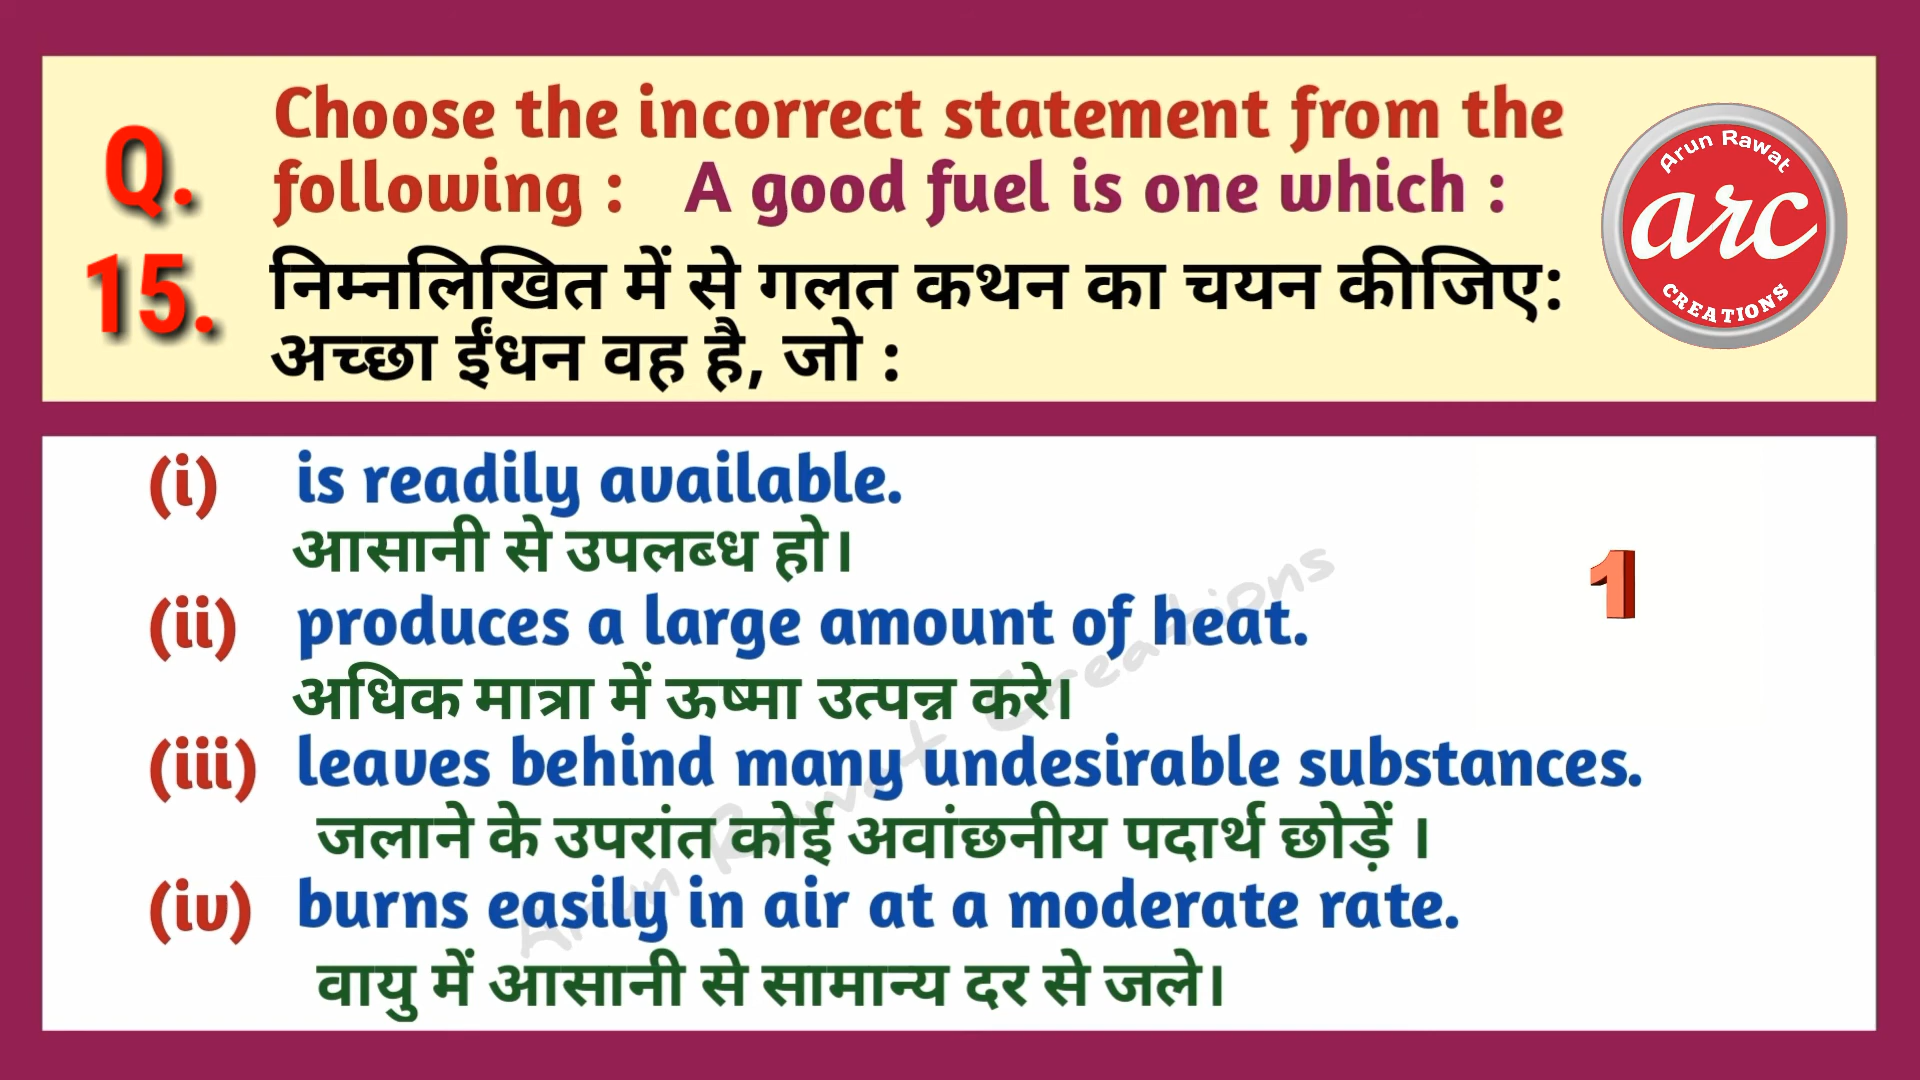 Q.
15.
Choose the incorrect statement from the
following : A good fuel is one which :
निम्नलिखित में से गलत कथन का चयन कीजिए:
अच्छा ईंधन वह है, जो :
Arun Rawat
arc
CREATIONS
(i) is readily available.
आसानी से उपलब्ध हो।
(ii) produces a large amount of heat.
अधिक मात्रा में ऊष्मा उत्पन्न करे।
(iii) leaves behind many undesirable substances.
जलाने के उपरांत कोई अवांछनीय पदार्थ छोड़ें ।
(iv) burns easily in air at a moderate rate.
वायु में आसानी से सामान्य दर से जले।
1
Arun Rawat Creations